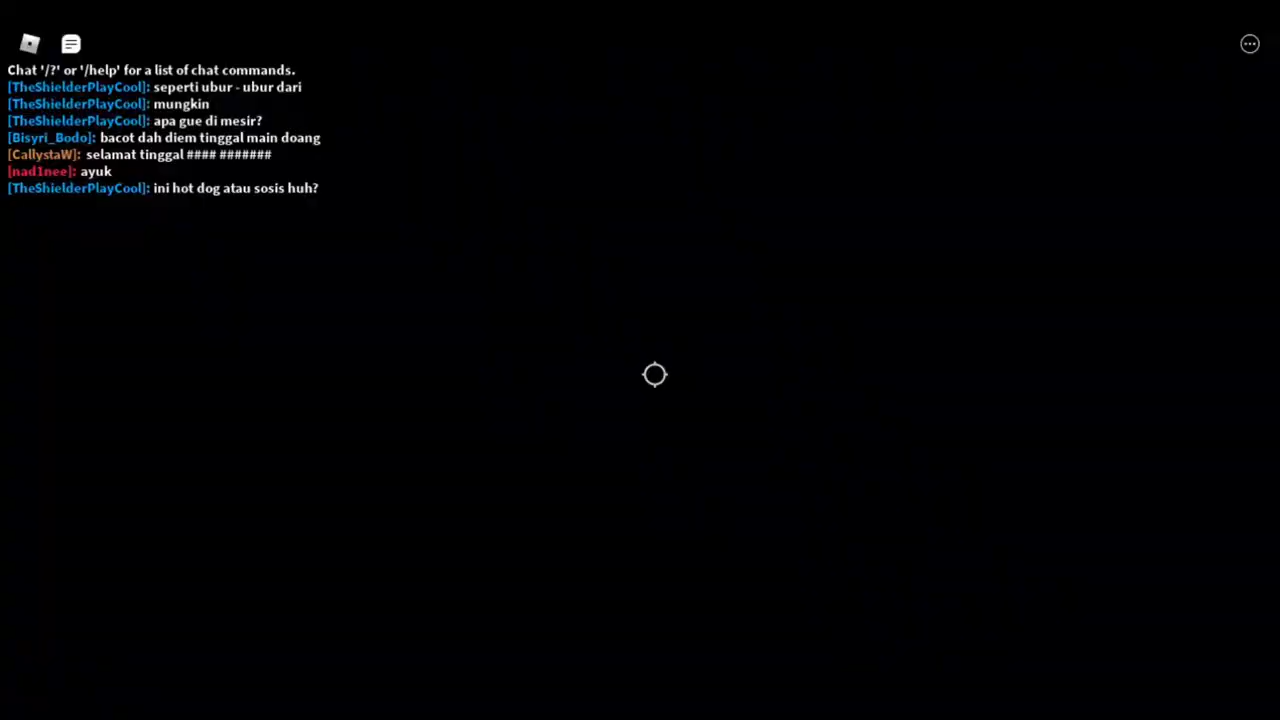 Chat '/?' or '/help' for a list of chat commands.
[TheShielderPlayCool]: seperti ubur - ubur dari
[TheShielderPlayCool]: mungkin
[TheShielderPlayCool]: apa gue di mesir?
[Bisyri_Bodo]: bacot dah diem tinggal main doang
[CallystaW]: selamat tinggal #### #######
[nad1nee]: ayuk
[TheShielderPlayCool]: ini hot dog atau sosis huh?